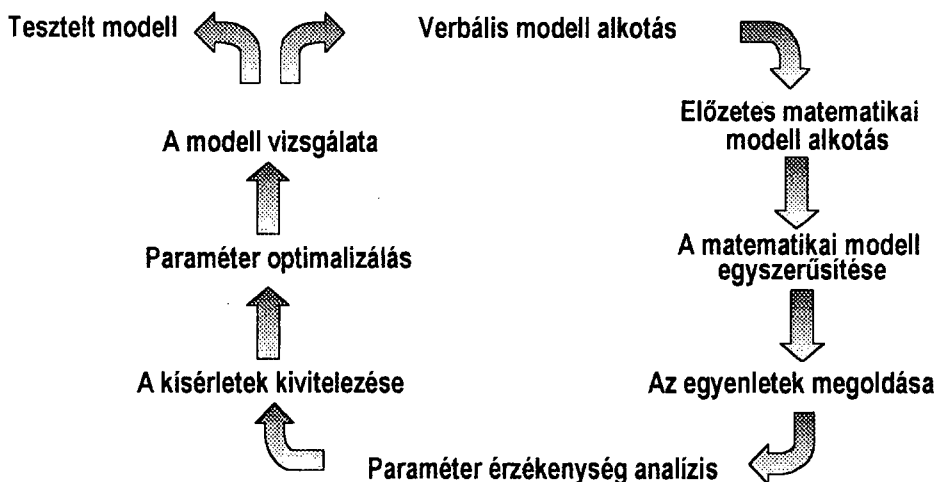 Tesztelt modell
Verbális modell alkotás
Előzetes matematikai
modell alkotás
A matematikai modell
egyszerűsítése
Az egyenletek megoldása
Paraméter érzékenység analízis
A kísérletek kivitelezése
Paraméter optimalizálás
A modell vizsgálata